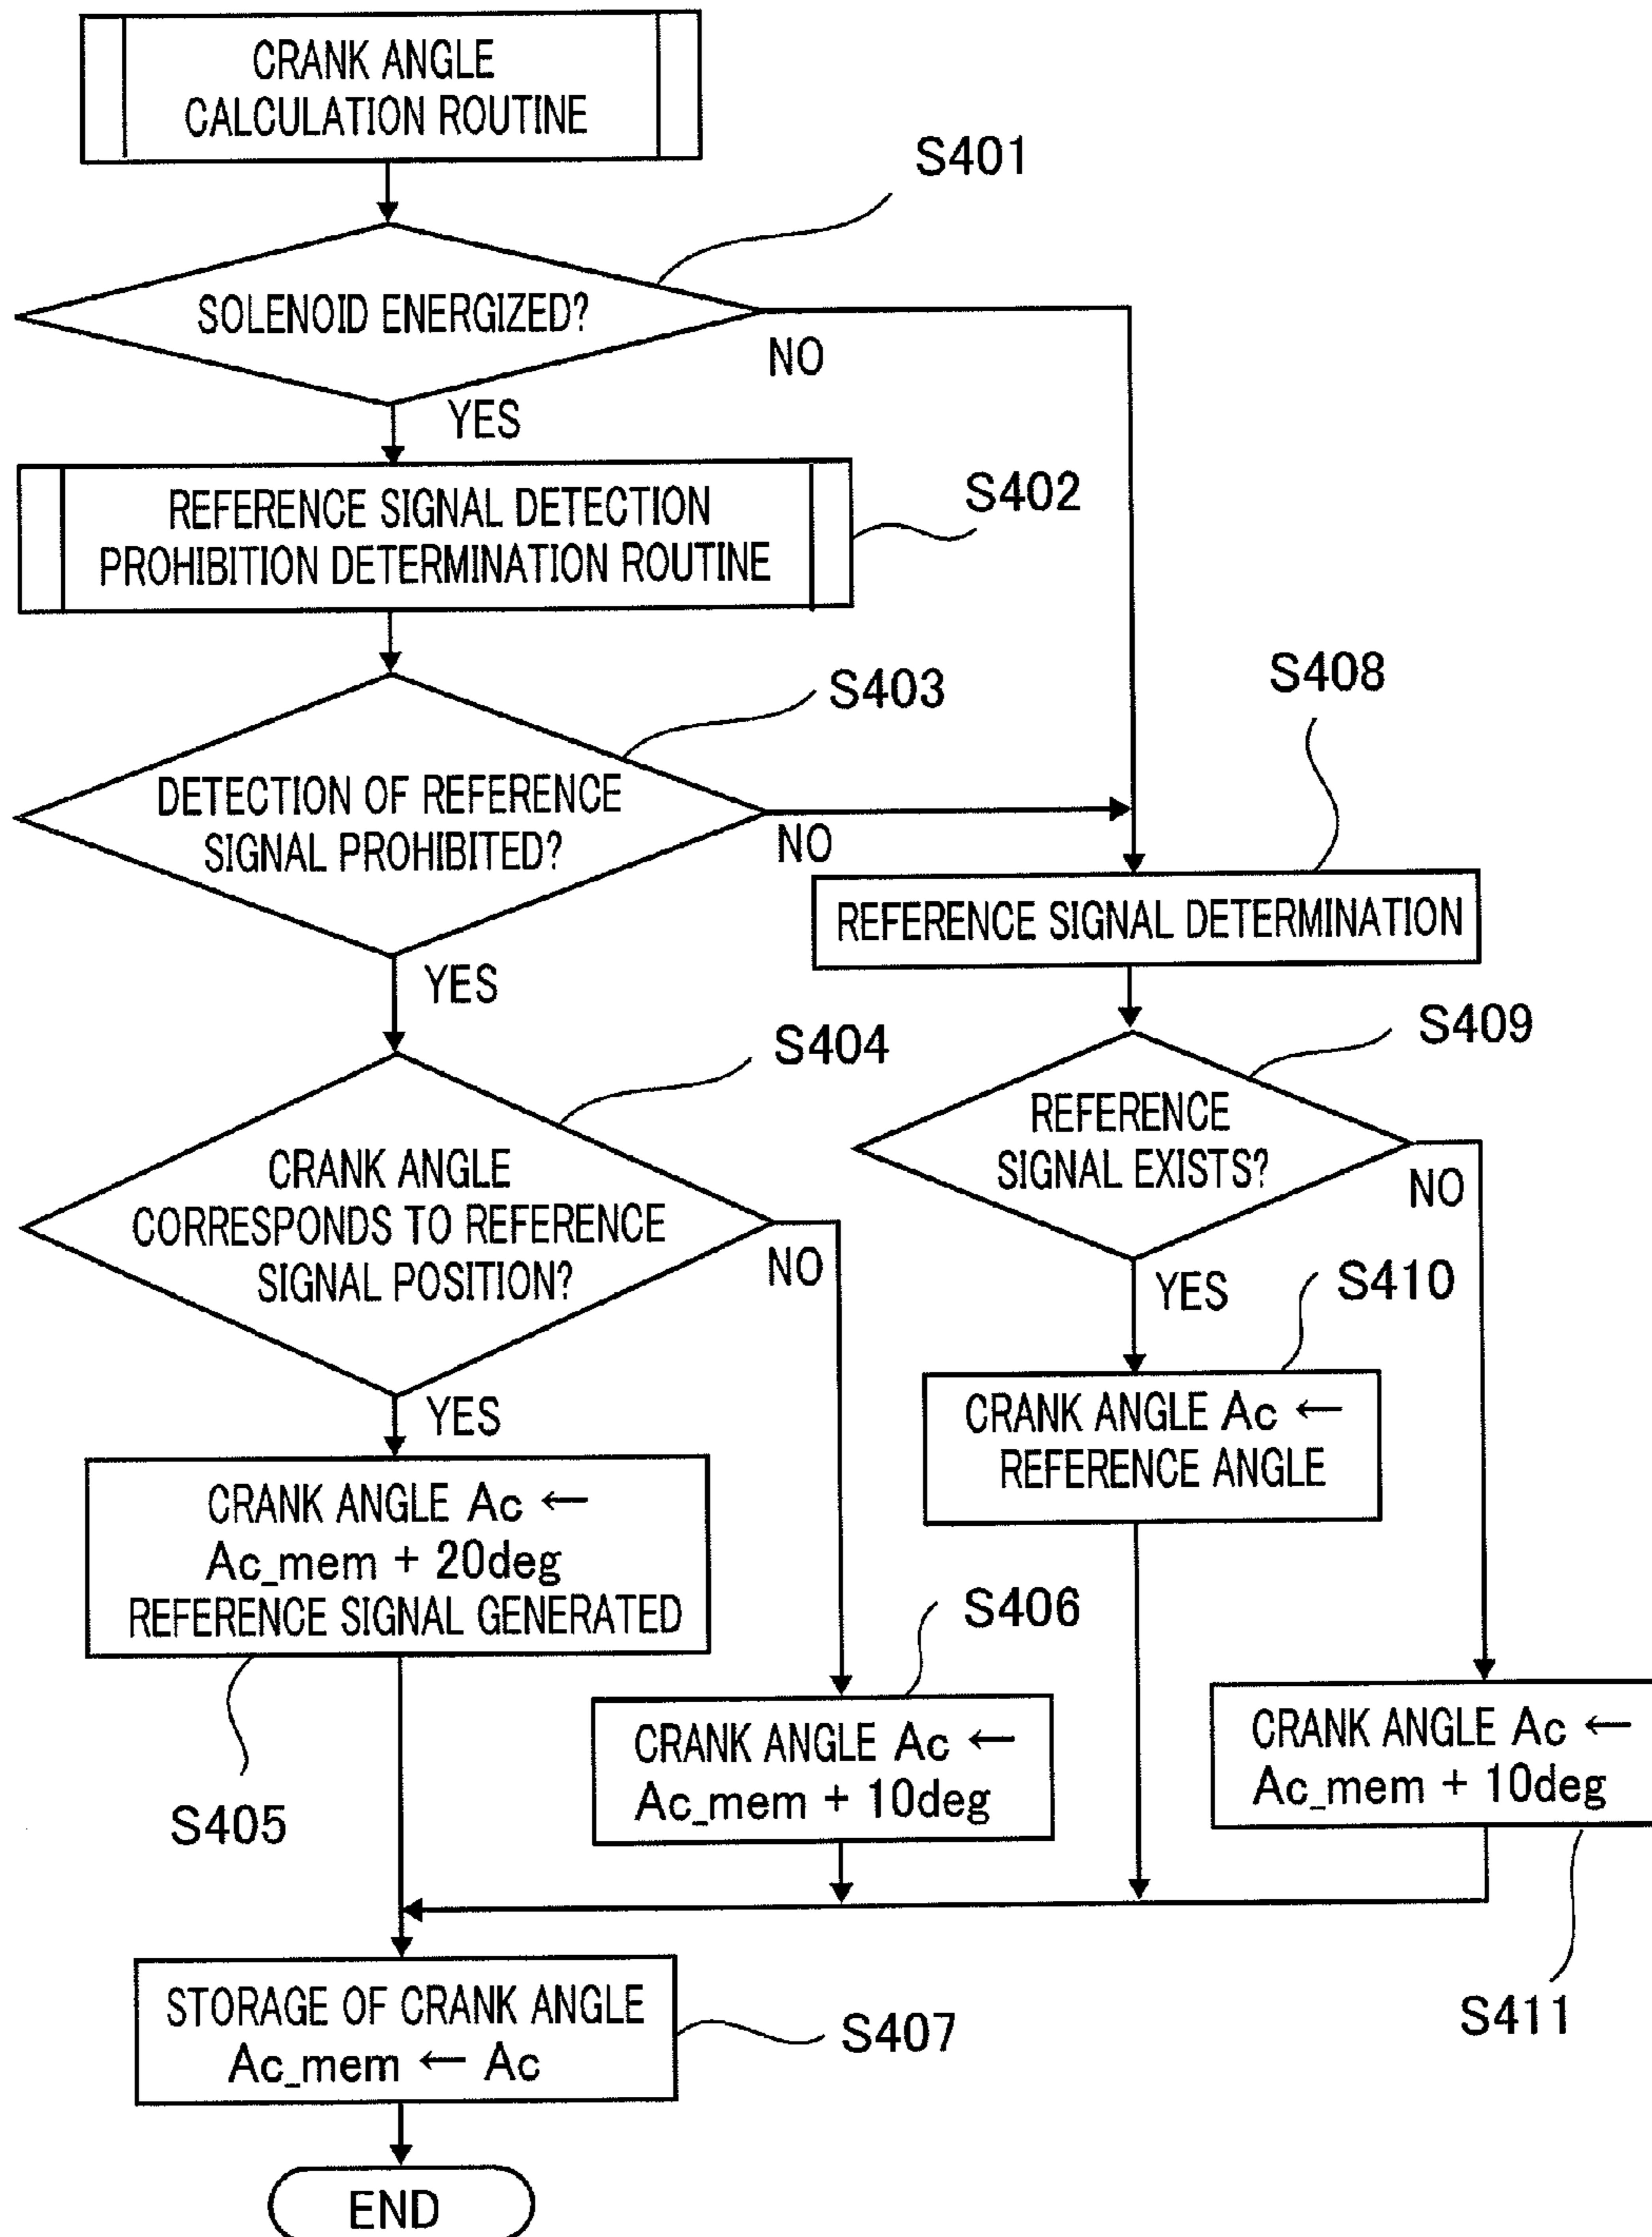 CRANK ANGLE
CALCULATION ROUTINE
S401
SOLENOID ENERGIZED?
NO
YES
REFERENCE SIGNAL DETECTION
PROHIBITION DETERMINATION ROUTINE
S402
S403
DETECTION OF REFERENCE
SIGNAL PROHIBITED?
NO
YES
S408
REFERENCE SIGNAL DETERMINATION
S404
CRANK ANGLE
CORRESPONDS TO REFERENCE
SIGNAL POSITION?
NO
YES
S409
REFERENCE
SIGNAL EXISTS?
NO
YES
S410
CRANK ANGLE Ac ←
REFERENCE ANGLE
CRANK ANGLE Ac ←
Ac_mem + 20deg
REFERENCE SIGNAL GENERATED
S405
S406
CRANK ANGLE Ac ←
Ac_mem + 10deg
CRANK ANGLE Ac ←
Ac_mem + 10deg
S411
STORAGE OF CRANK ANGLE
Ac_mem ← Ac
S407
END